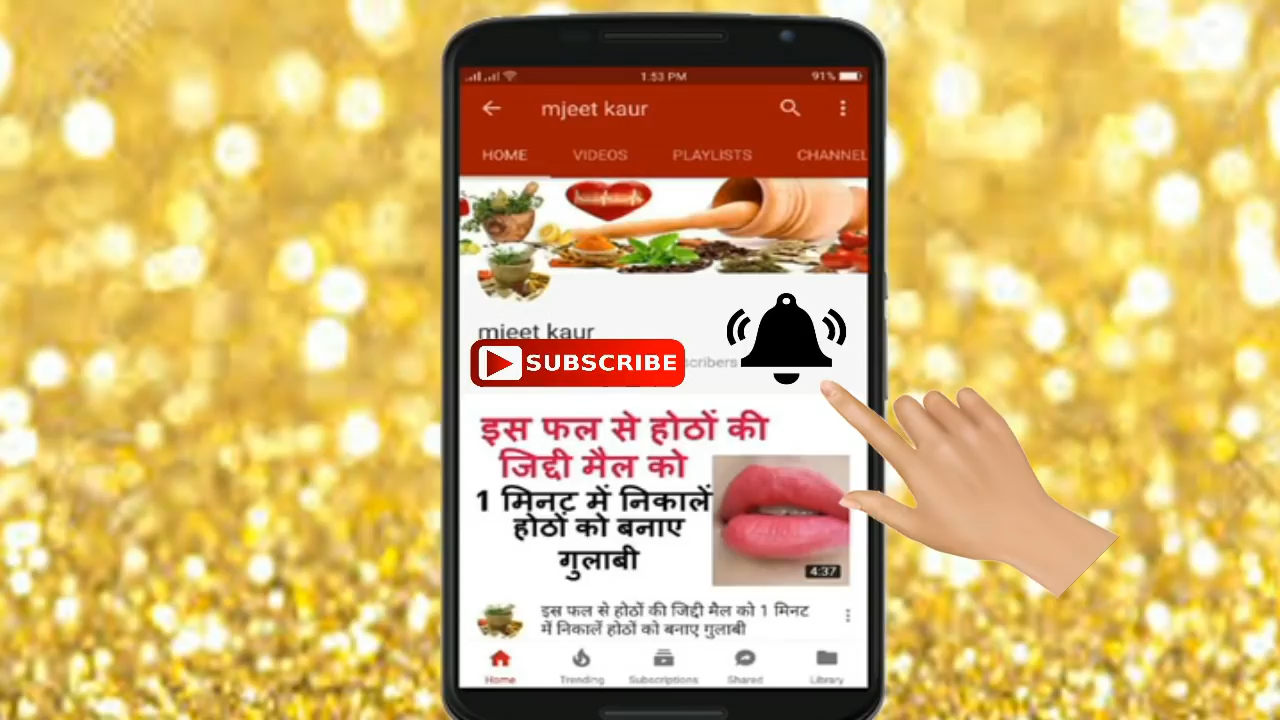 1:53 PM
91%
mjeet kaur
HOME VIDEOS PLAYLISTS CHANNEL
mjeet kaur
SUBSCRIBE
scribers
इस फल से होठों की
जिद्दी मैल को
1 मिनट में निकालें
होठों को बनाए
गुलाबी
4:37
इस फल से होठों की जिद्दी मैल को 1 मिनट
में निकालें होठों को बनाए गुलाबी
Home Trending Subscriptions Shared Library